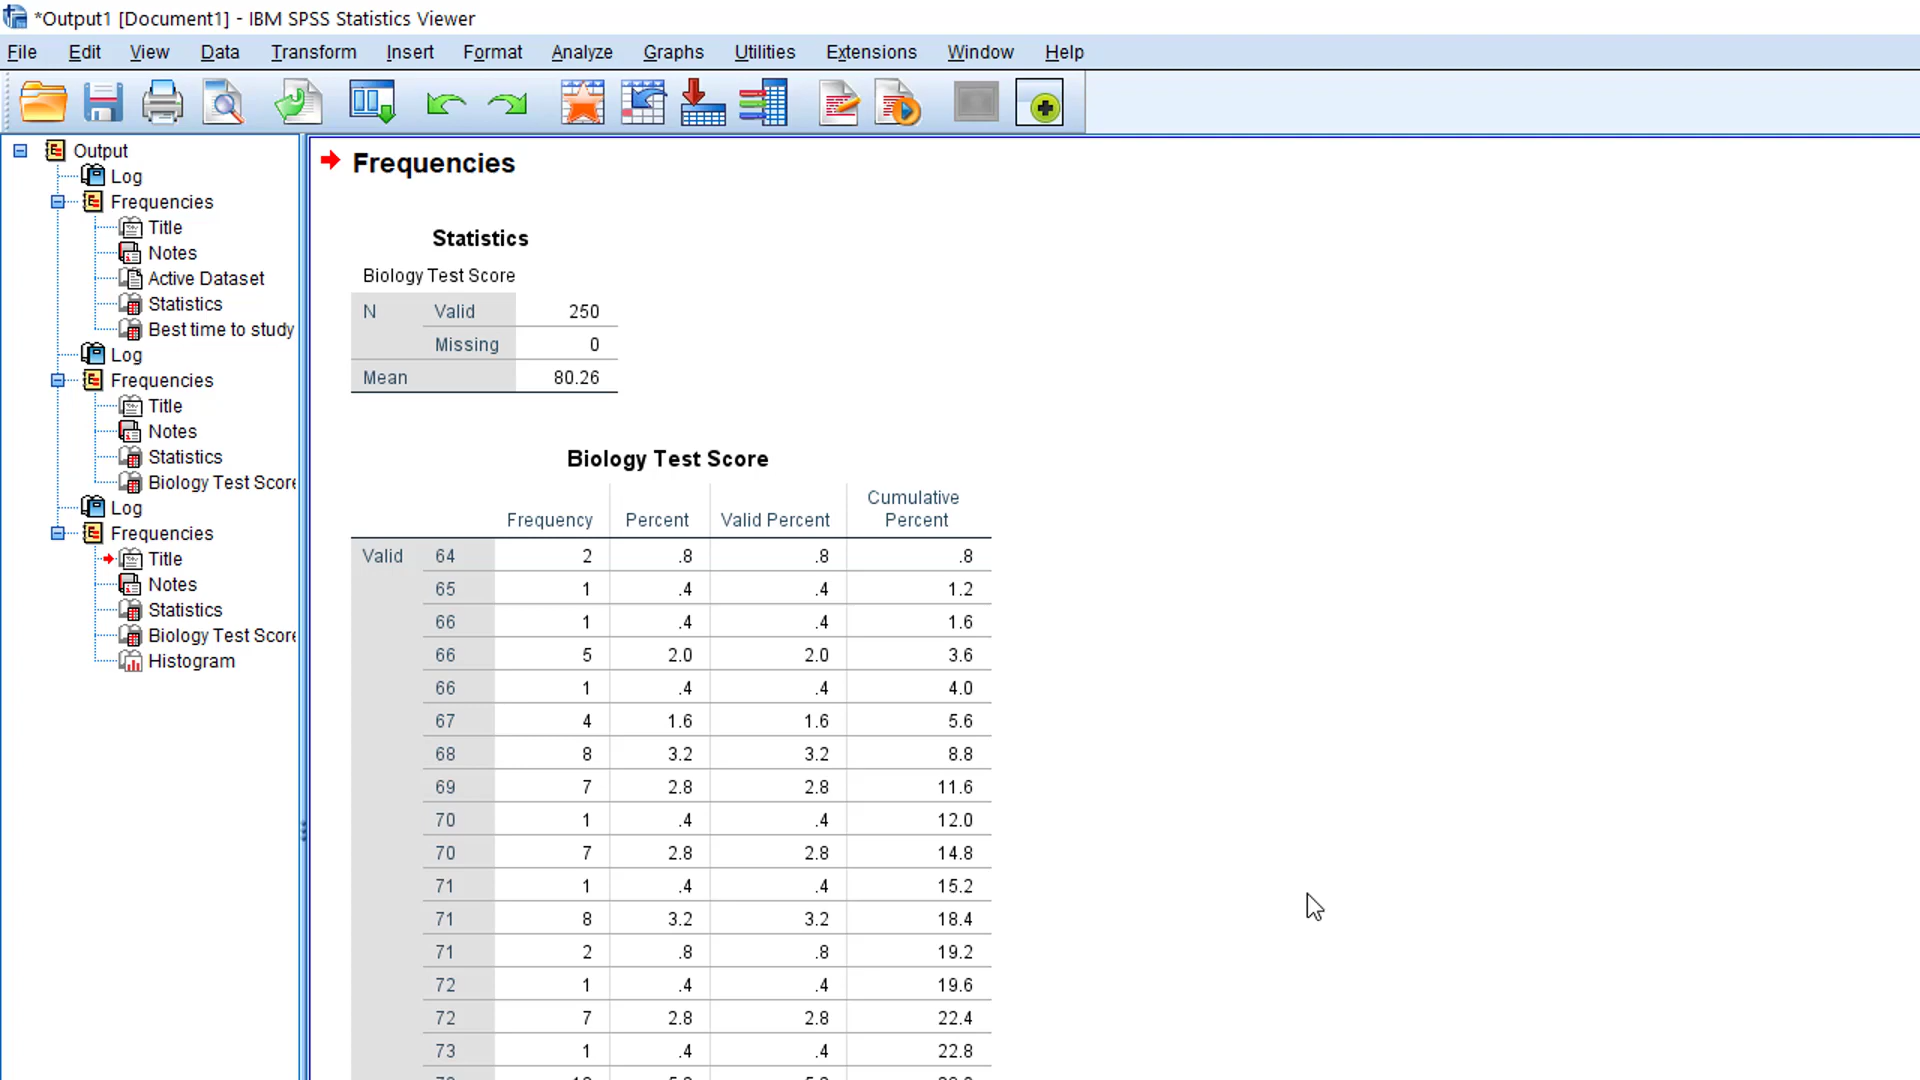 *Output1 [Document1] - IBM SPSS Statistics Viewer
File Edit View Data Transform Insert Format Analyze Graphs Utilities Extensions Window Help
Output
Log
Frequencies
Title
Notes
Active Dataset
Statistics
Best time to study
Log
Frequencies
Title
Notes
Statistics
Biology Test Score
Log
Frequencies
Title
Notes
Statistics
Biology Test Score
Histogram
Frequencies
Statistics
Biology Test Score
N Valid 250
Missing 0
Mean 80.26
Biology Test Score
Frequency Percent Valid Percent Cumulative Percent
Valid 64 2 .8 .8 .8
65 1 .4 .4 1.2
66 1 .4 .4 1.6
66 5 2.0 2.0 3.6
66 1 .4 .4 4.0
67 4 1.6 1.6 5.6
68 8 3.2 3.2 8.8
69 7 2.8 2.8 11.6
70 1 .4 .4 12.0
70 7 2.8 2.8 14.8
71 1 .4 .4 15.2
71 8 3.2 3.2 18.4
71 2 .8 .8 19.2
72 1 .4 .4 19.6
72 7 2.8 2.8 22.4
73 1 .4 .4 22.8